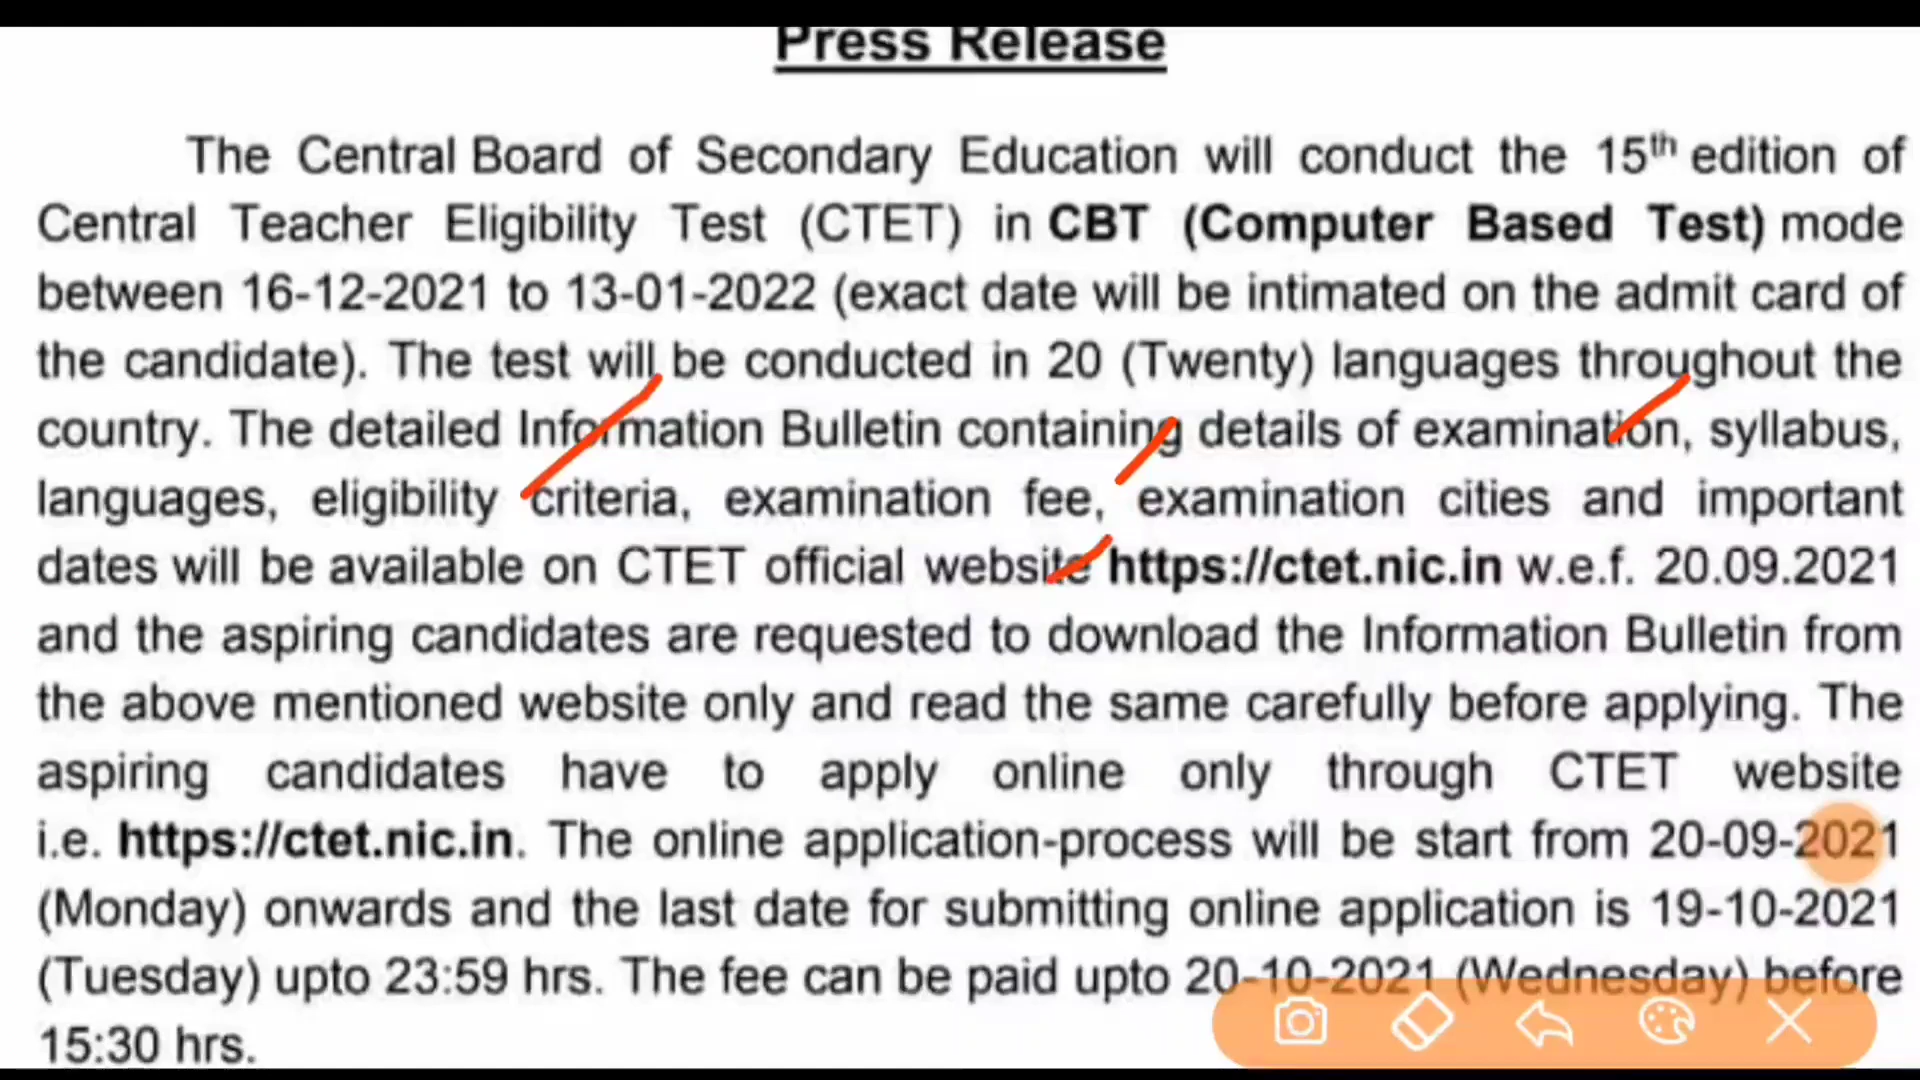 Press Release
The Central Board of Secondary Education will conduct the 15th edition of
Central Teacher Eligibility Test (CTET) in CBT (Computer Based Test) mode
between 16-12-2021 to 13-01-2022 (exact date will be intimated on the admit card of
the candidate). The test will be conducted in 20 (Twenty) languages throughout the
country. The detailed Information Bulletin containing details of examination, syllabus,
languages, eligibility criteria, examination fee, examination cities and important
dates will be available on CTET official website https://ctet.nic.in w.e.f. 20.09.2021
and the aspiring candidates are requested to download the Information Bulletin from
the above mentioned website only and read the same carefully before applying. The
aspiring candidates have to apply online only through CTET website
i.e. https://ctet.nic.in. The online application-process will be start from 20-09-2021
(Monday) onwards and the last date for submitting online application is 19-10-2021
(Tuesday) upto 23:59 hrs. The fee can be paid upto 20-10-2021 (Wednesday) before
15:30 hrs.